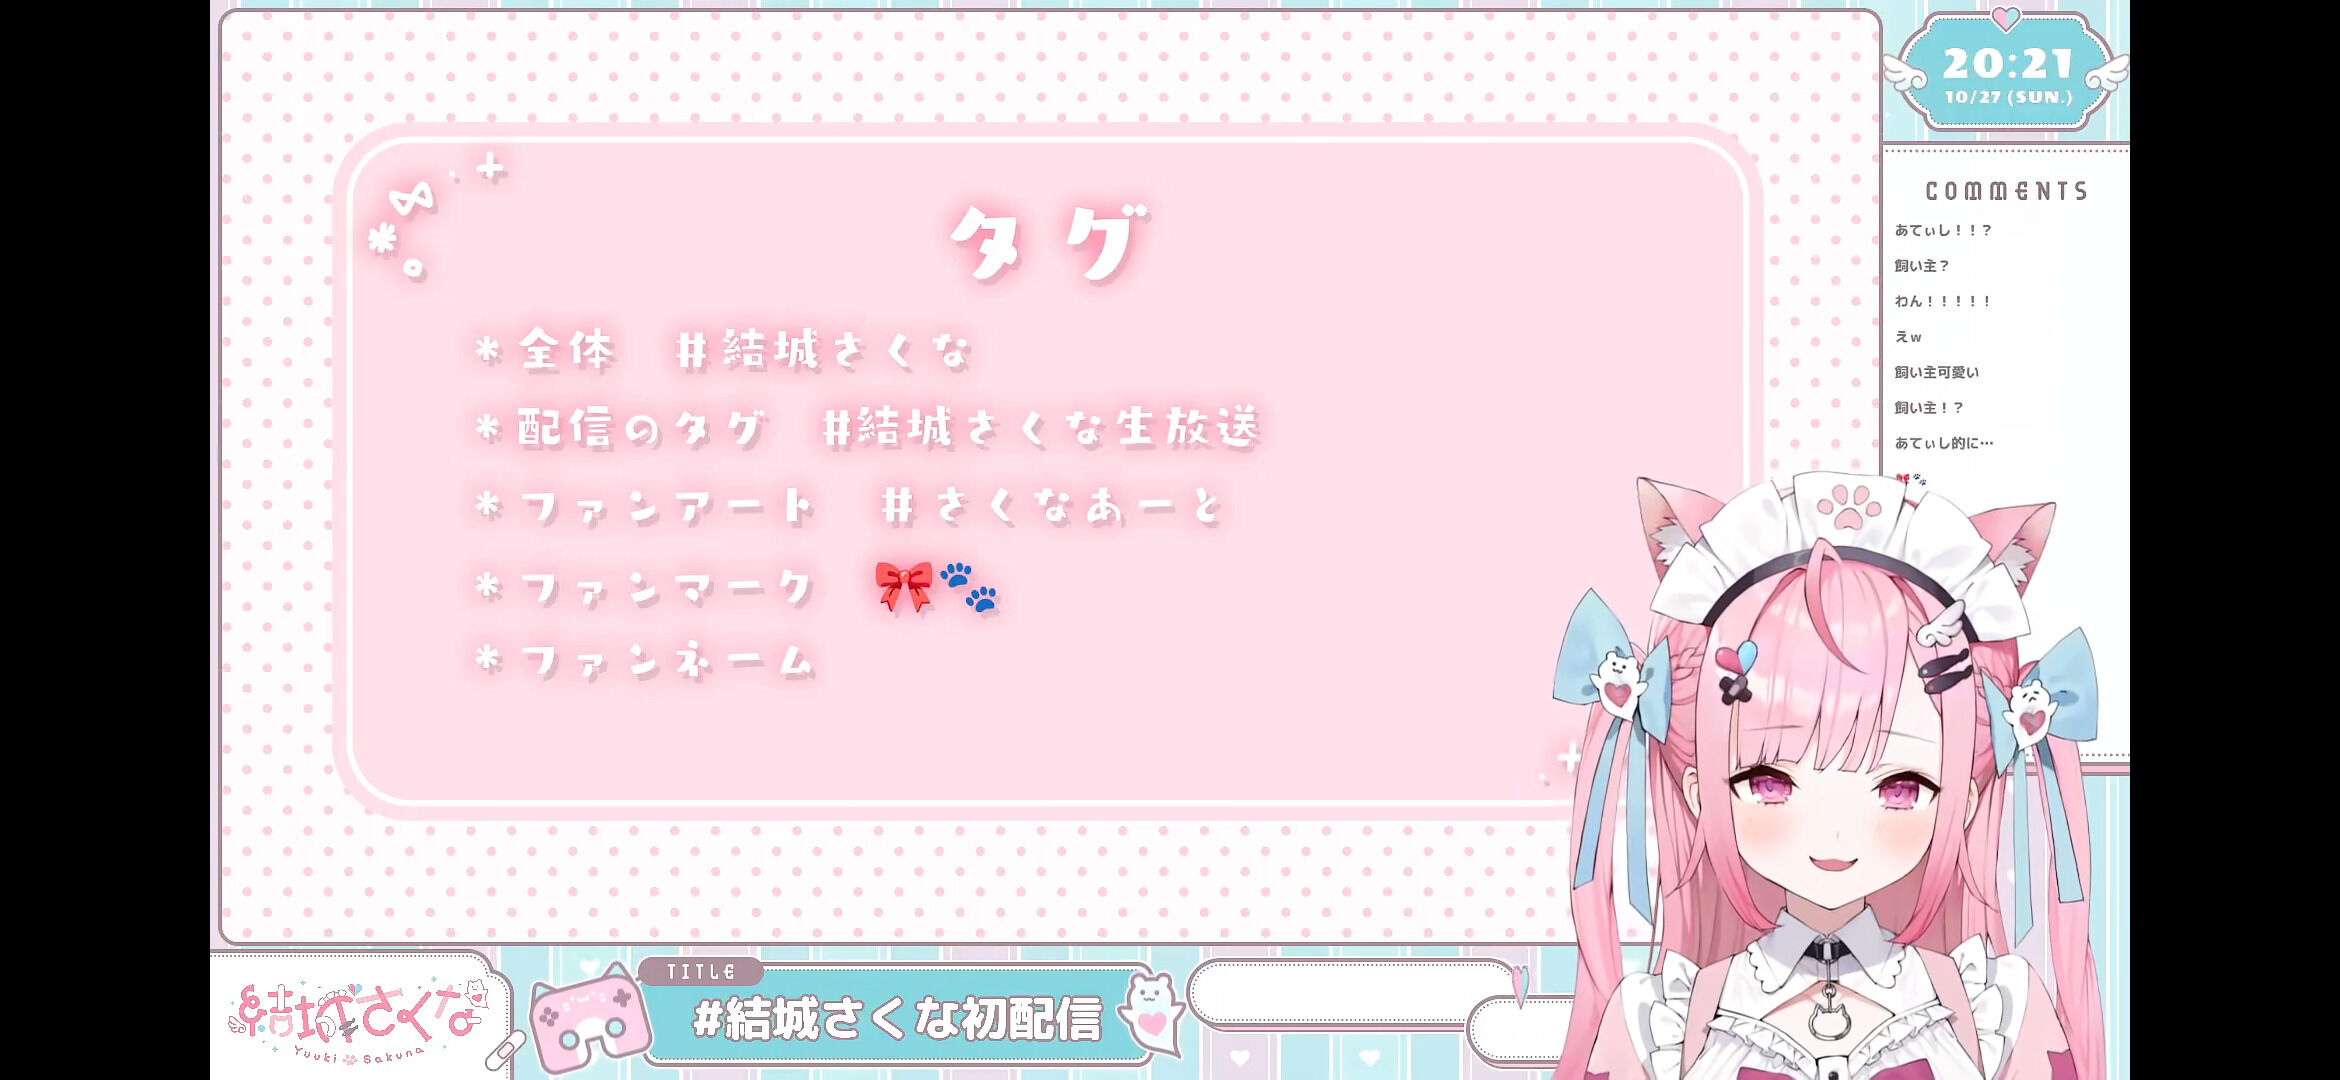 20:21
10/27 (SUN.)
タグ
* 全体 #結城さくな
* 配信のタグ #結城さくな生放送
* ファンアート #さくなあーと
* ファンマーク 🎀🐾
* ファンネーム
COMMENTS
あてぃし！！？
飼い主？
わん！！！！！
えw
飼い主可愛い
飼い主！？
あてぃし的に…
🎀🐾
結城さくな
Yuuki Sakuna
TITLE
#結城さくな初配信